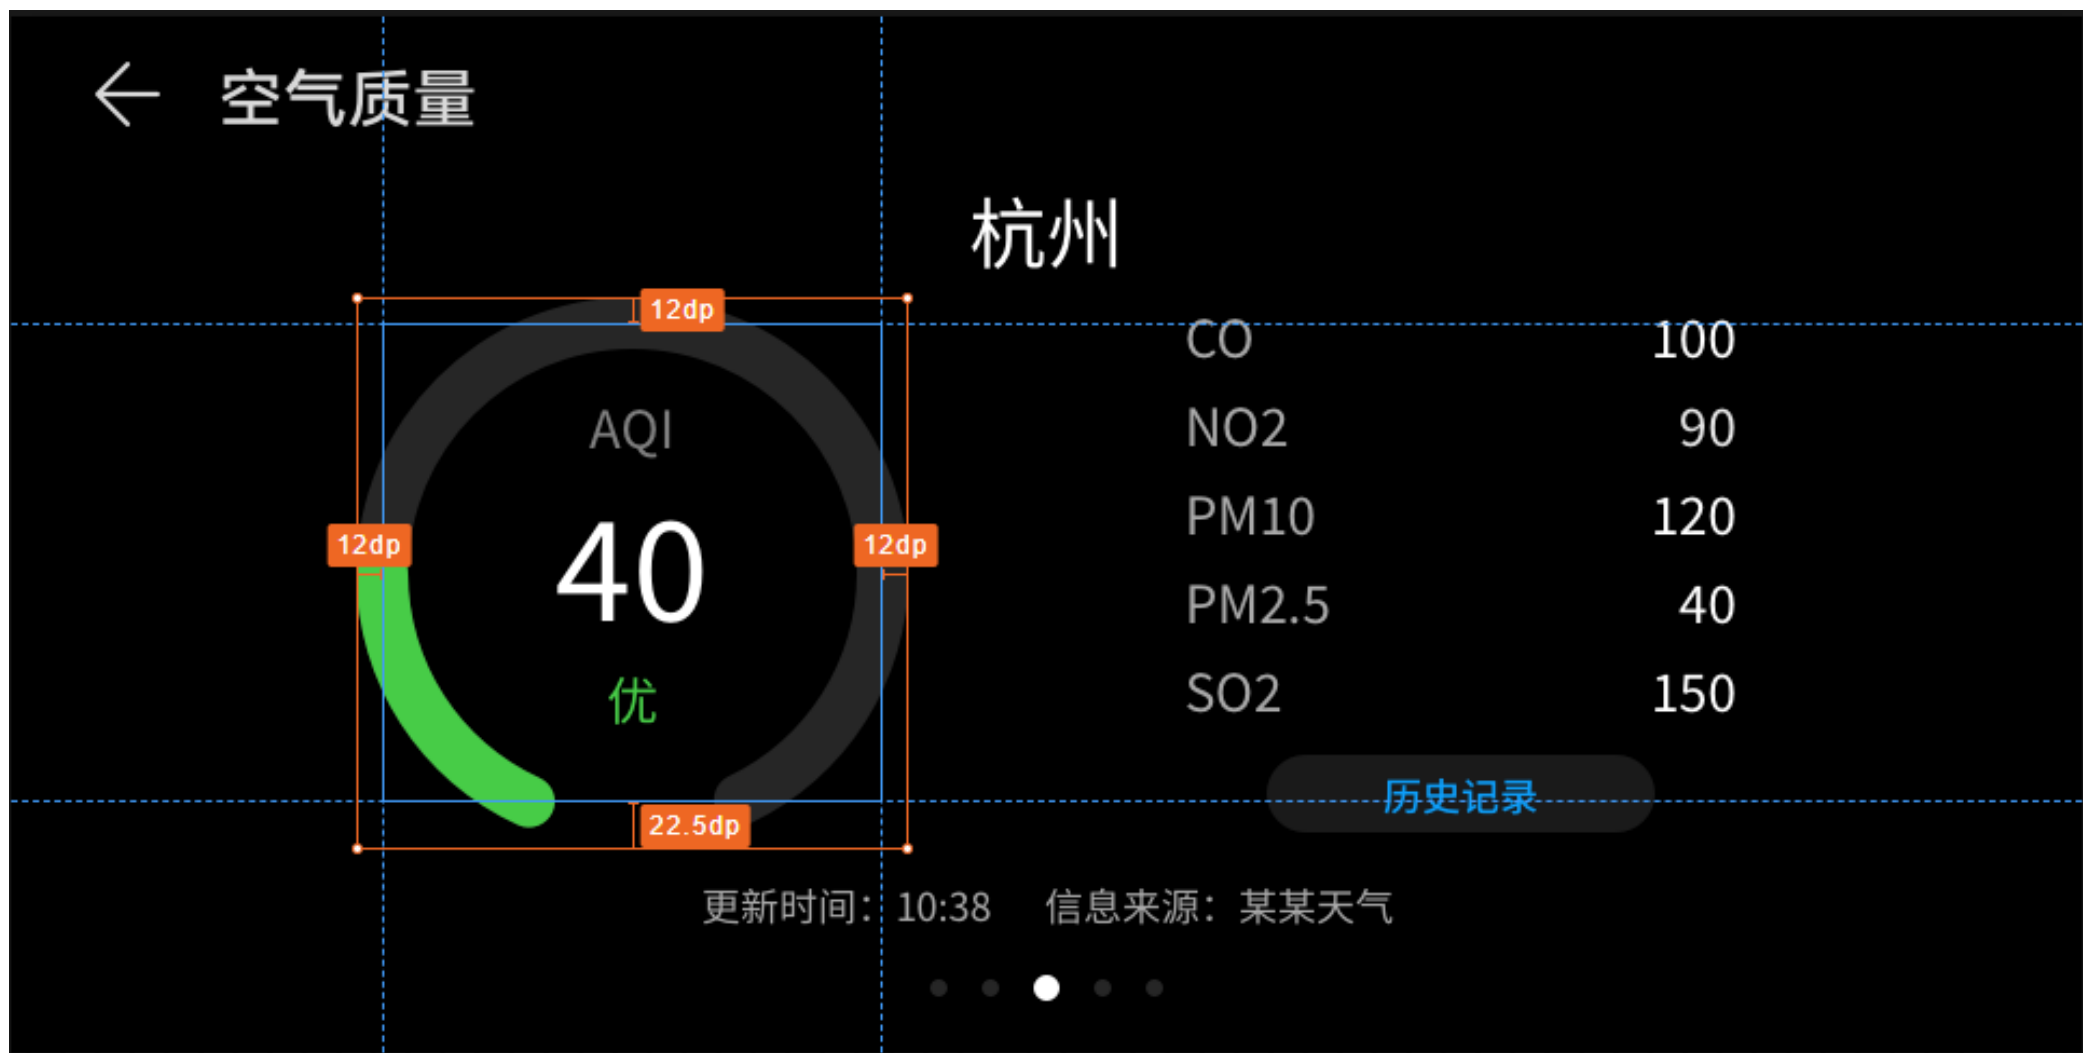 空气质量
杭州
12dp
CO 100
AQI
NO2 90
12dp
40
12dp
PM10 120
PM2.5 40
优
SO2 150
22.5dp
历史记录
更新时间：10:38 信息来源：某某天气